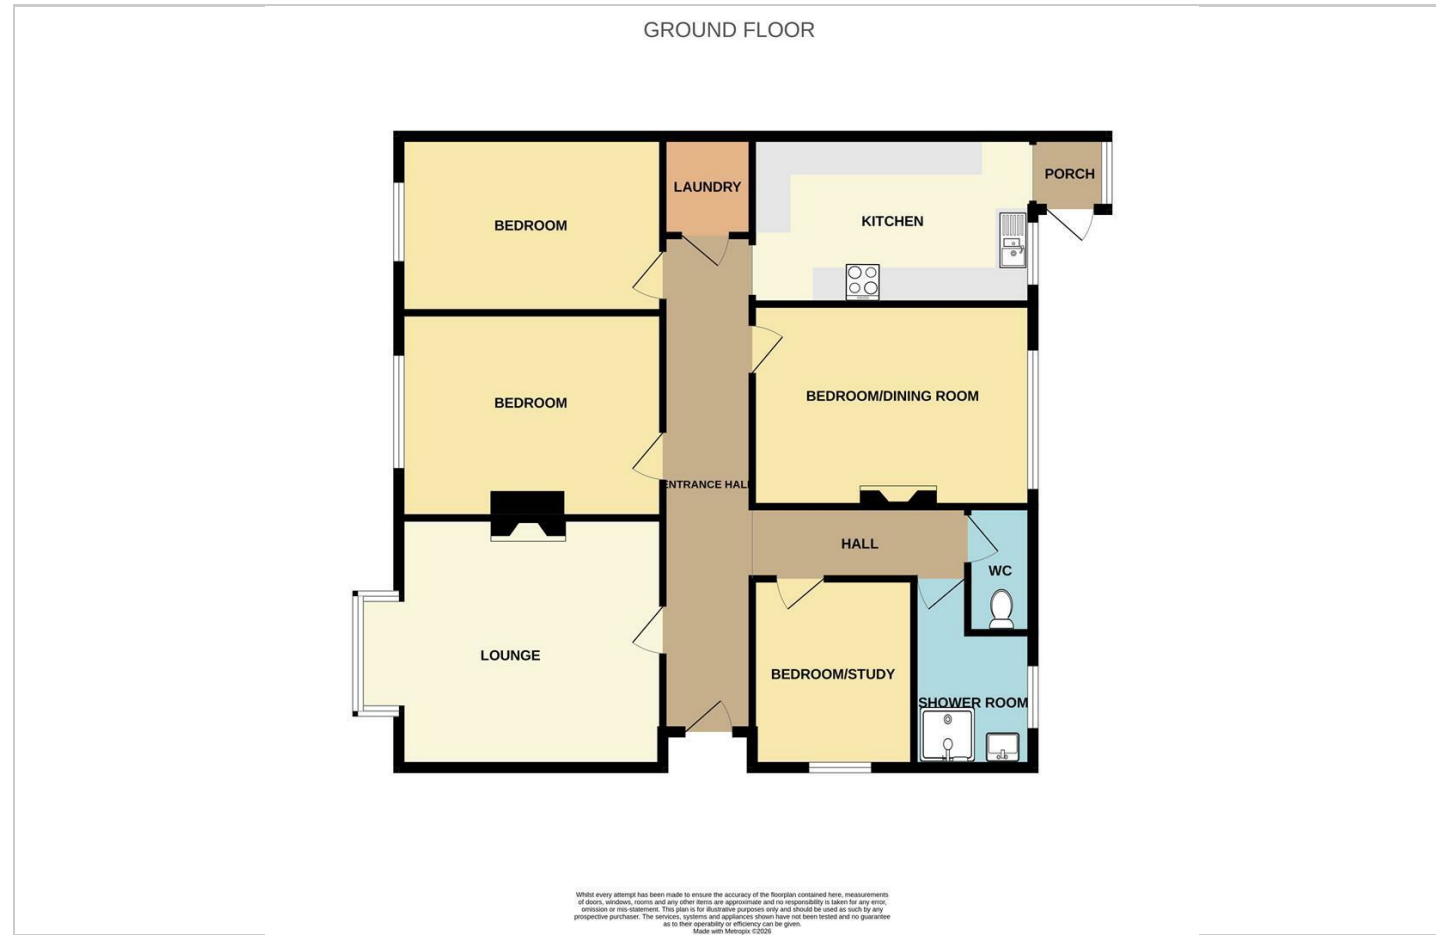 GROUND FLOOR
LAUNDRY
PORCH
BEDROOM
KITCHEN
BEDROOM
BEDROOM/DINING ROOM
ENTRANCE HALL
HALL
WC
LOUNGE
BEDROOM/STUDY
SHOWER ROOM
Whilst every attempt has been made to ensure the accuracy of the floorplan contained here, measurements
of doors, windows, rooms and any other items are approximate and no responsibility is taken for any error,
omission or mis-statement. This plan is for illustrative purposes only and should be used as such by any
prospective purchaser. The services, systems and appliances shown have not been tested and no guarantee
as to their operability or efficiency can be given.
Made with Metropix ©2026